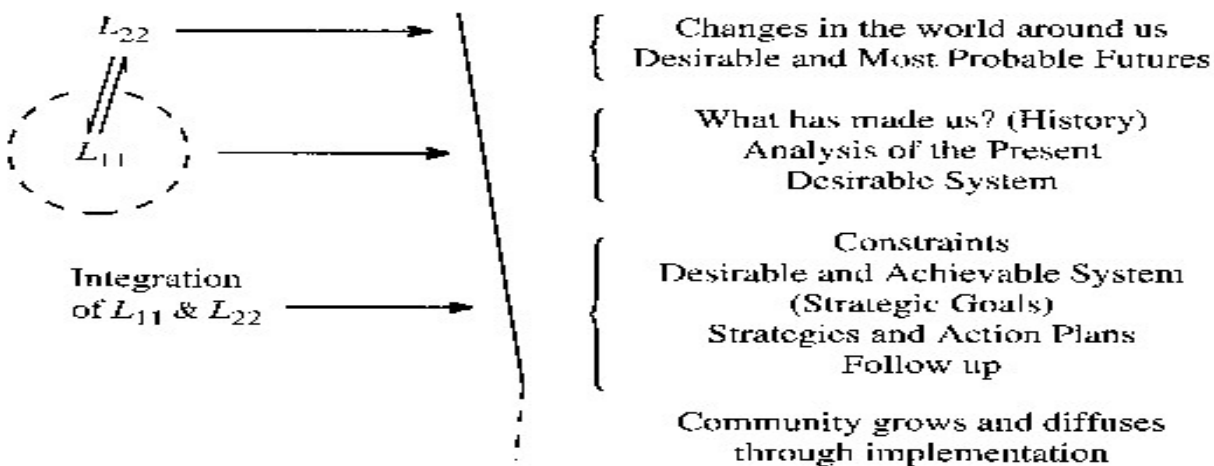 L22
Changes in the world around us
Desirable and Most Probable Futures
L11
What has made us? (History)
Analysis of the Present
Desirable System
Integration
of L11 & L22
Constraints
Desirable and Achievable System
(Strategic Goals)
Strategies and Action Plans
Follow up
Community grows and diffuses
through implementation